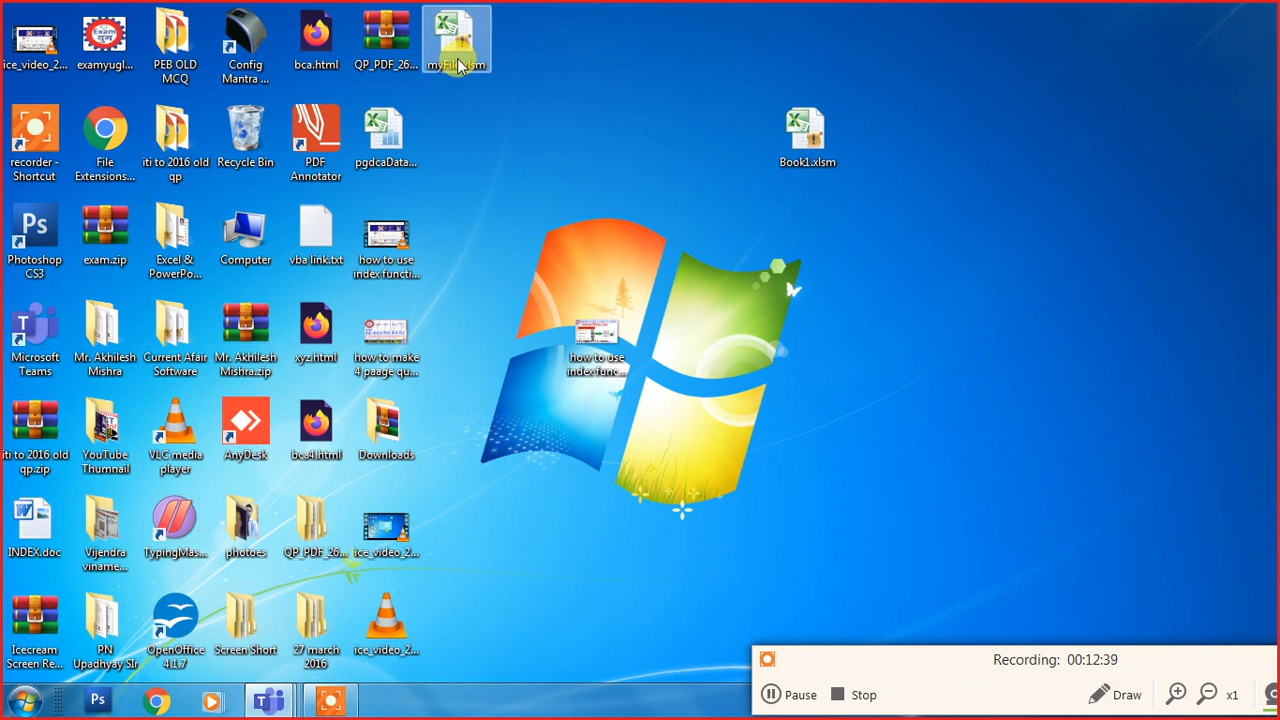 ice_video_2...
examyugl...
PEB OLD
MCQ
Config
Mantra ...
bca.html
QP_PDF_26...
recorder -
Shortcut
File
Extensions...
iti to 2016 old
qp
Recycle Bin
PDF
Annotator
pgdcaData...
Book1.xlsm
Ps
Photoshop
CS3
exam.zip
Excel &
PowerPo...
Computer
vba link.txt
how to use
index functi...
Microsoft
Teams
Mr. Akhilesh
Mishra
Current Afair
Software
Mr. Akhilesh
Mishra.zip
xyz.html
how to make
4 paage qu...
how to use
index func...
iti to 2016 old
qp.zip
YouTube
Thumnail
VLC media
player
AnyDesk
bca4.html
Downloads
INDEX.doc
Vijendra
viname...
TypingMas...
photoes
QP_PDF_26...
ice_video_2...
Icecream
Screen Re...
PN
Upadhyay SIr
OpenOffice
4.1.7
Screen Short
27 march
2016
ice_video_2...
Recording: 00:12:39
Pause
Stop
Draw
x1
Ps